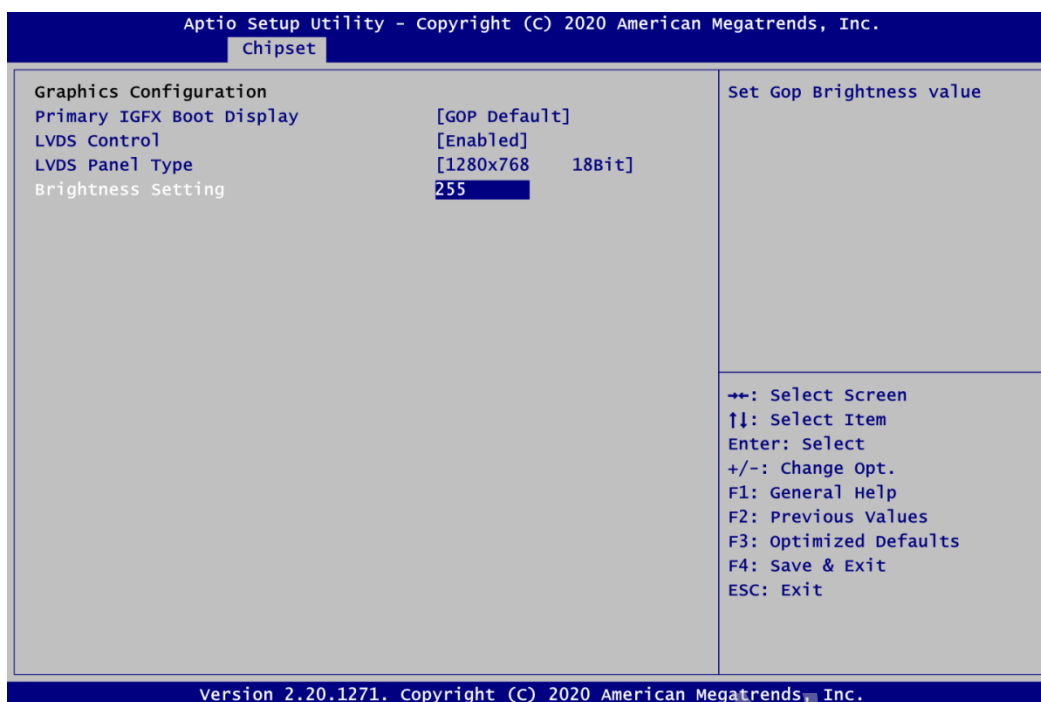 Aptio Setup Utility – Copyright (C) 2020 American Megatrends, Inc.
Chipset
Graphics Configuration
Primary IGFX Boot Display [GOP Default]
LVDS Control [Enabled]
LVDS Panel Type [1280x768 18Bit]
Brightness Setting 255
Set Gop Brightness value
→←: Select Screen
↑↓: Select Item
Enter: Select
+/-: Change Opt.
F1: General Help
F2: Previous Values
F3: Optimized Defaults
F4: Save & Exit
ESC: Exit
Version 2.20.1271. Copyright (C) 2020 American Megatrends, Inc.